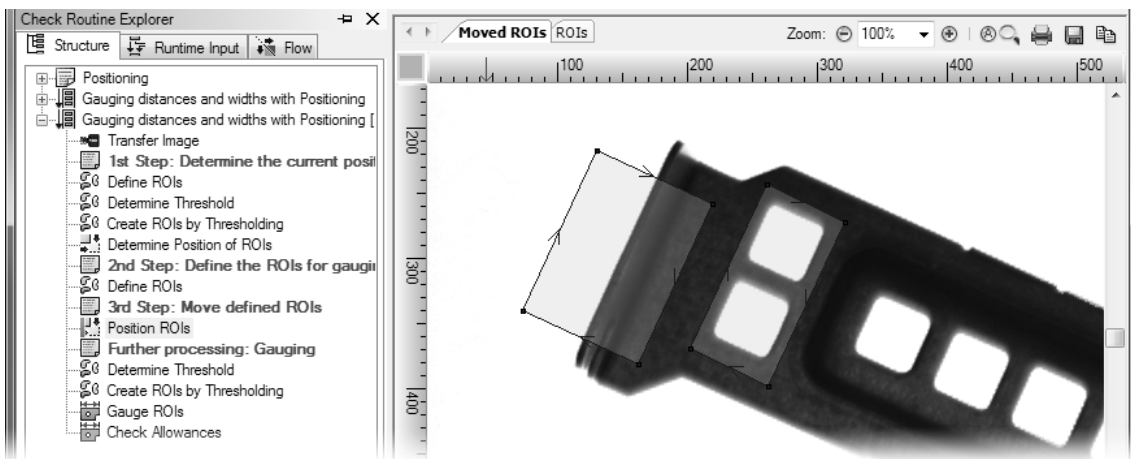 Check Routine Explorer
Structure
Runtime Input
Flow
Positioning
Gauging distances and widths with Positioning
Gauging distances and widths with Positioning [
Transfer Image
1st Step: Determine the current posit
Define ROIs
Determine Threshold
Create ROIs by Thresholding
Determine Position of ROIs
2nd Step: Define the ROIs for gaugin
Define ROIs
3rd Step: Move defined ROIs
Position ROIs
Further processing: Gauging
Determine Threshold
Create ROIs by Thresholding
Gauge ROIs
Check Allowances
Moved ROIs
ROIs
Zoom:
100%
100
200
300
400
500
200
300
400